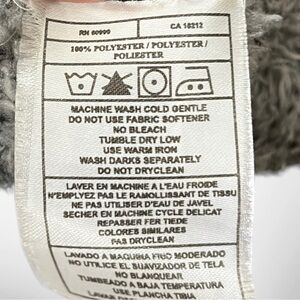 RN 60999 CA 16212
100% POLYESTER / POLYESTER /
POLIESTER
MACHINE WASH COLD GENTLE
DO NOT USE FABRIC SOFTENER
NO BLEACH
TUMBLE DRY LOW
USE WARM IRON
WASH DARKS SEPARATELY
DO NOT DRYCLEAN
LAVER EN MACHINE A L'EAU FROIDE
N'EMPLOYEZ PAS LE RAMOLLISSANT DE TISSU
NE PAS UTILISER D'EAU DE JAVEL
SECHER EN MACHINE CYCLE DELICAT
REPASSER FER TIEDE
COLORES SIMILARES
PAS DRYCLEAN
LAVADO A MAQUINA FRIO MODERADO
NO UTILICE EL SUAVIZADOR DE TELA
NO BLANQUEAR
TUMBEADO A BAJA TEMPERATURA
USE PLANCHA TIBIA